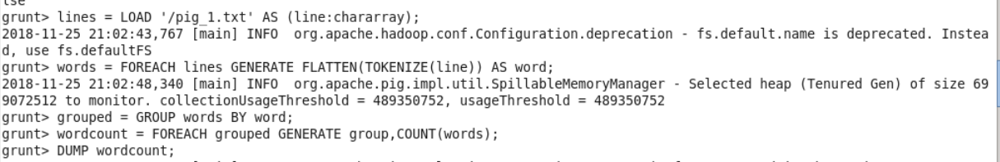 grunt> lines = LOAD '/pig_1.txt' AS (line:chararray);
2018-11-25 21:02:43,767 [main] INFO  org.apache.hadoop.conf.Configuration.deprecation - fs.default.name is deprecated. Instea
d, use fs.defaultFS
grunt> words = FOREACH lines GENERATE FLATTEN(TOKENIZE(line)) AS word;
2018-11-25 21:02:48,340 [main] INFO  org.apache.pig.impl.util.SpillableMemoryManager - Selected heap (Tenured Gen) of size 69
9072512 to monitor. collectionUsageThreshold = 489350752, usageThreshold = 489350752
grunt> grouped = GROUP words BY word;
grunt> wordcount = FOREACH grouped GENERATE group,COUNT(words);
grunt> DUMP wordcount;